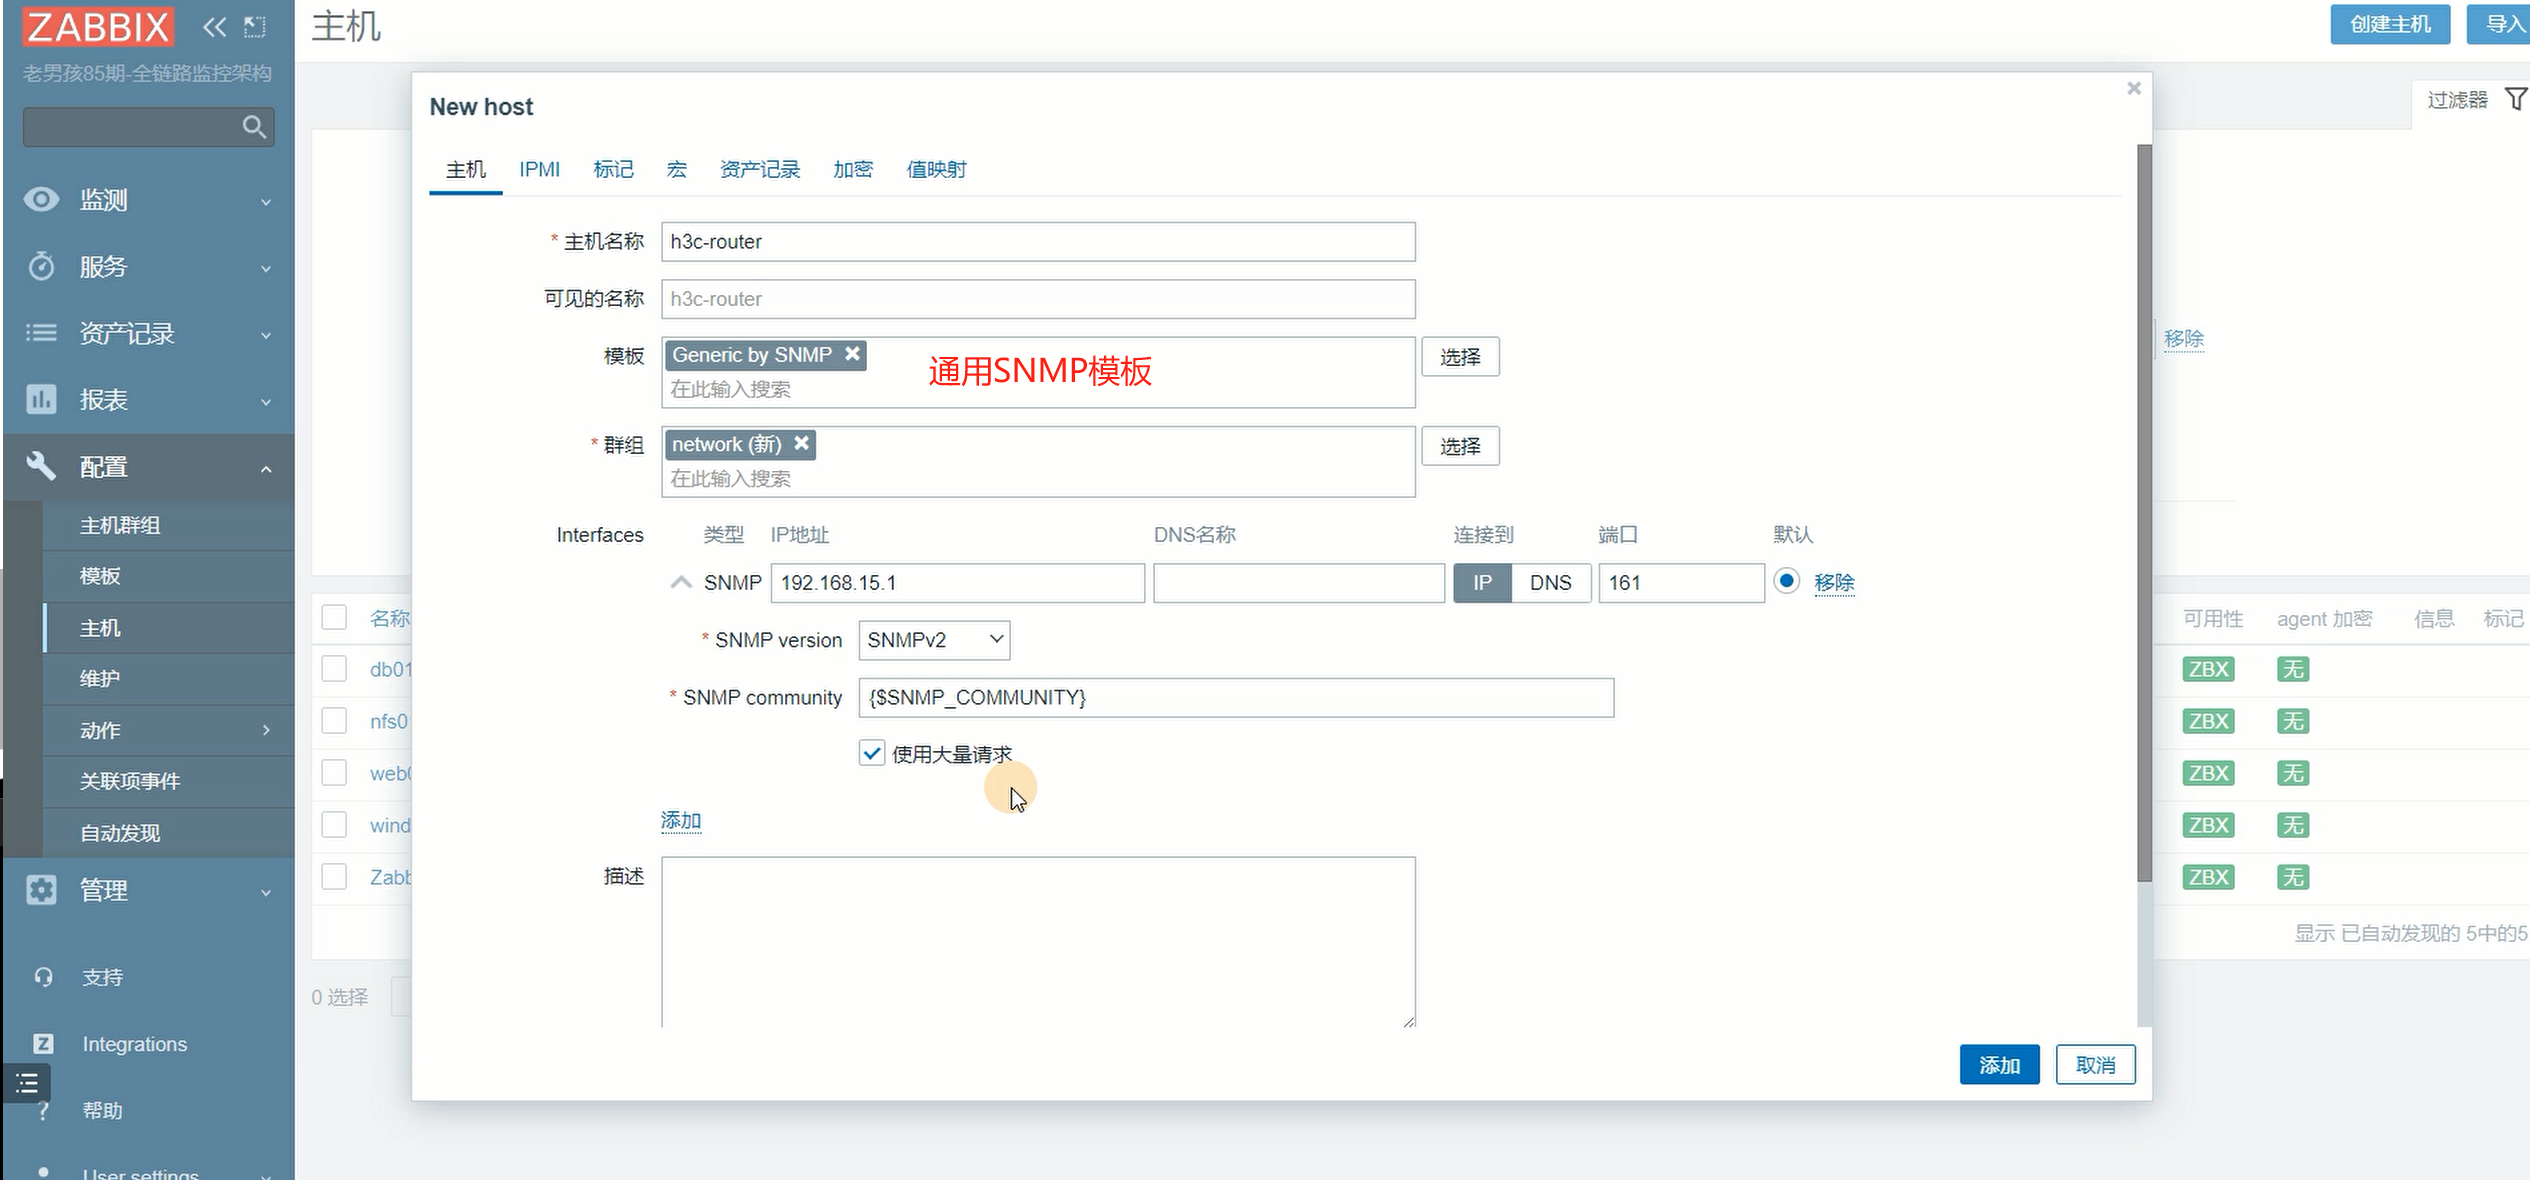 ZABBIX
老男孩85期-全链路监控架构
监测
服务
资产记录
报表
配置
主机群组
模板
主机
维护
动作
关联项事件
自动发现
管理
支持
Integrations
帮助
User settings
主机
创建主机
导入
过滤器
New host
主机 IPMI 标记 宏 资产记录 加密 值映射
* 主机名称 h3c-router
可见的名称 h3c-router
模板 Generic by SNMP
在此输入搜索
通用SNMP模板
选择
* 群组 network (新)
在此输入搜索
选择
Interfaces 类型 IP地址 DNS名称 连接到 端口 默认
SNMP 192.168.15.1 IP DNS 161 移除
* SNMP version SNMPv2
* SNMP community {$SNMP_COMMUNITY}
使用大量请求
添加
描述
添加 取消
移除
名称 可用性 agent 加密 信息 标记
db01 ZBX 无
nfs0 ZBX 无
web0 ZBX 无
wind ZBX 无
Zabb ZBX 无
显示 已自动发现的 5中的5
0 选择